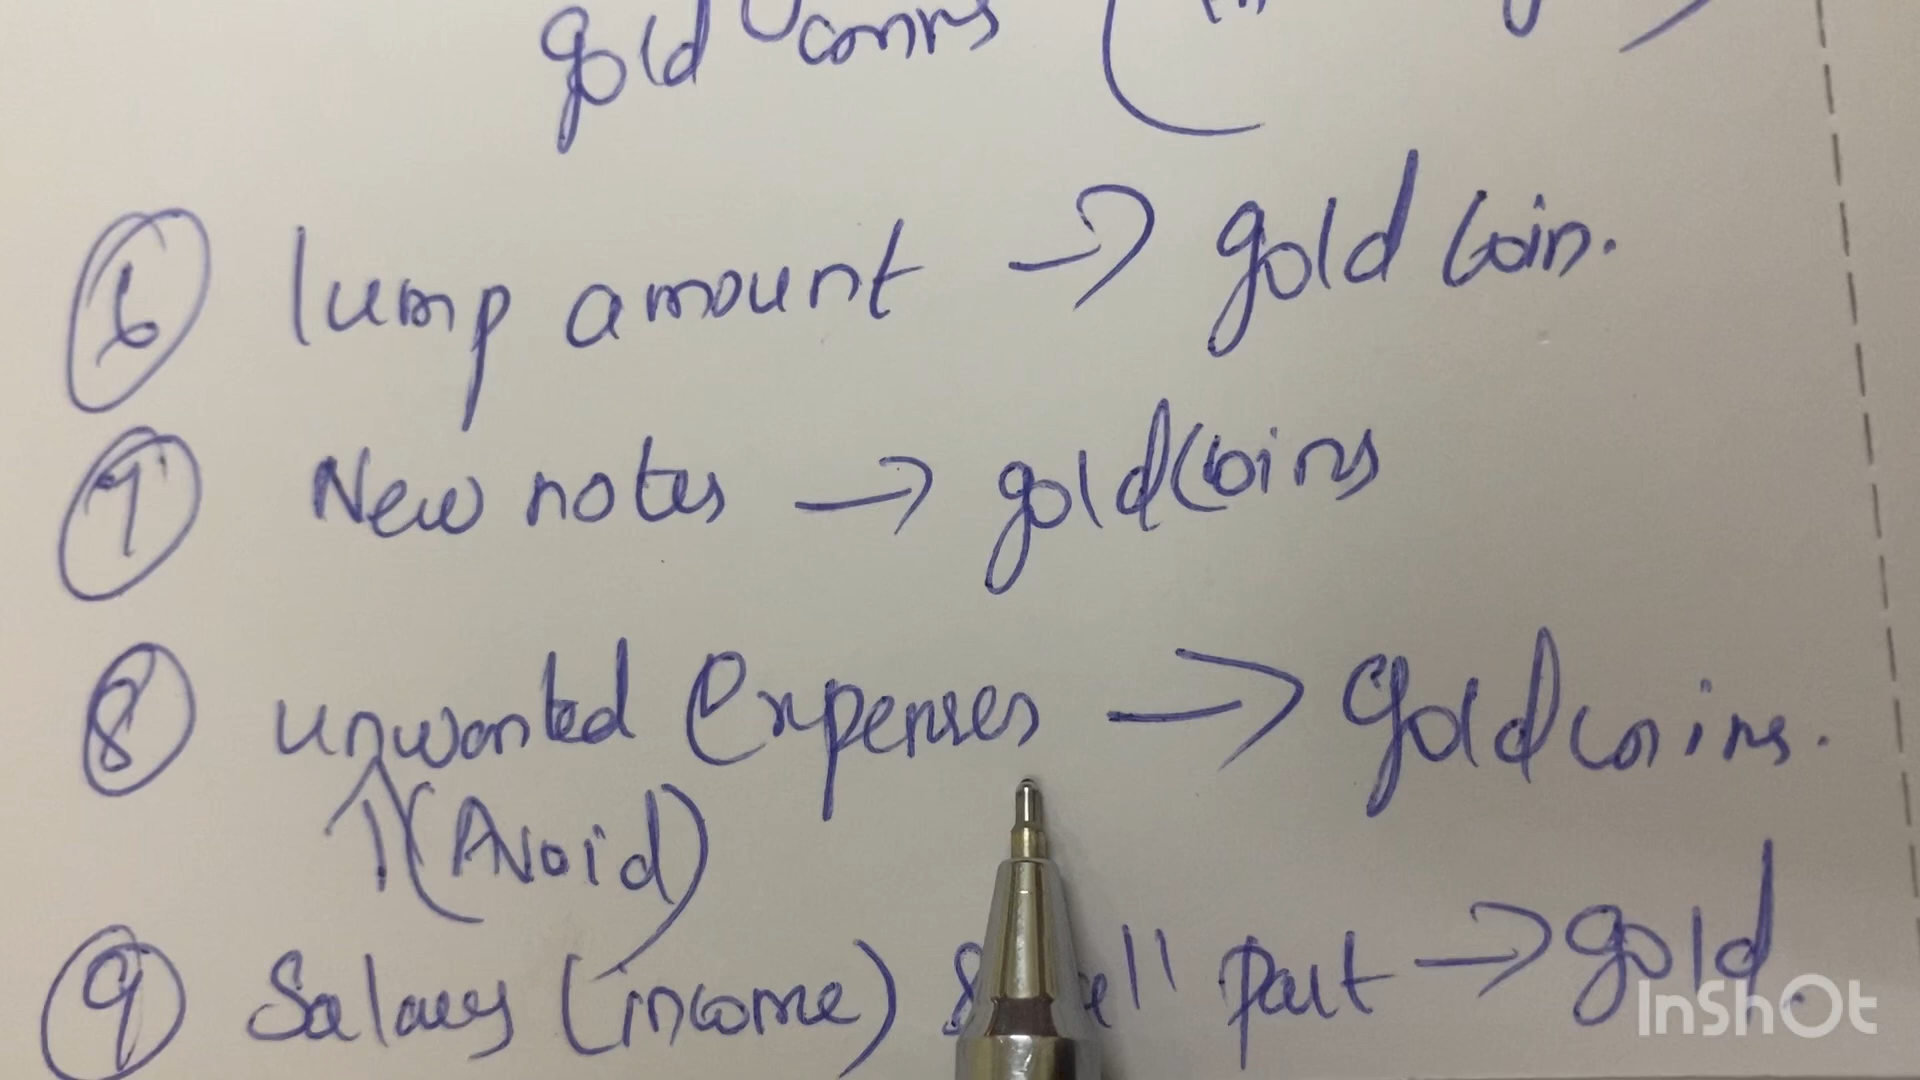 gold coins (
⑥ lump amount → gold coin.
⑦ New notes → gold coins
⑧ unwanted expenses → gold coins.
↑ (Avoid)
⑨ Salary (income) part → gold.
InShOt